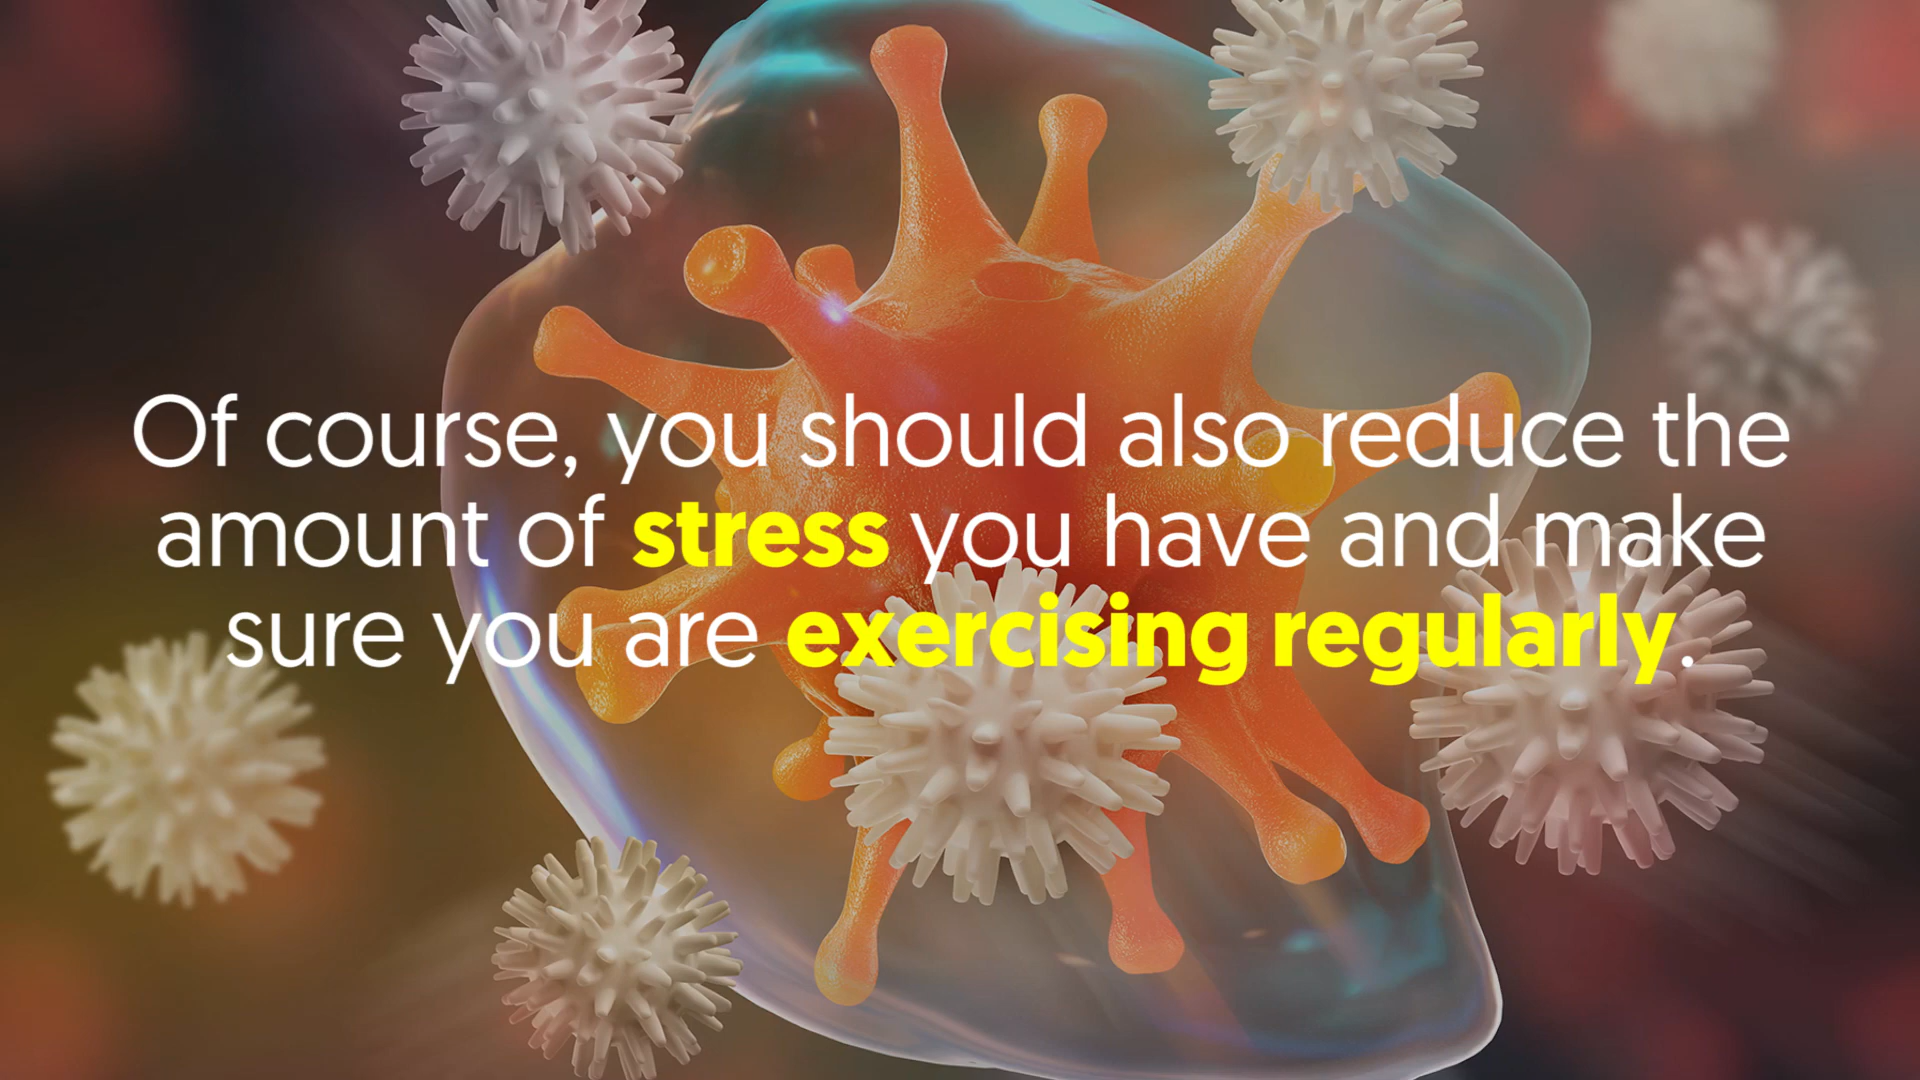 Of course, you should also reduce the
amount of stress you have and make
sure you are exercising regularly.